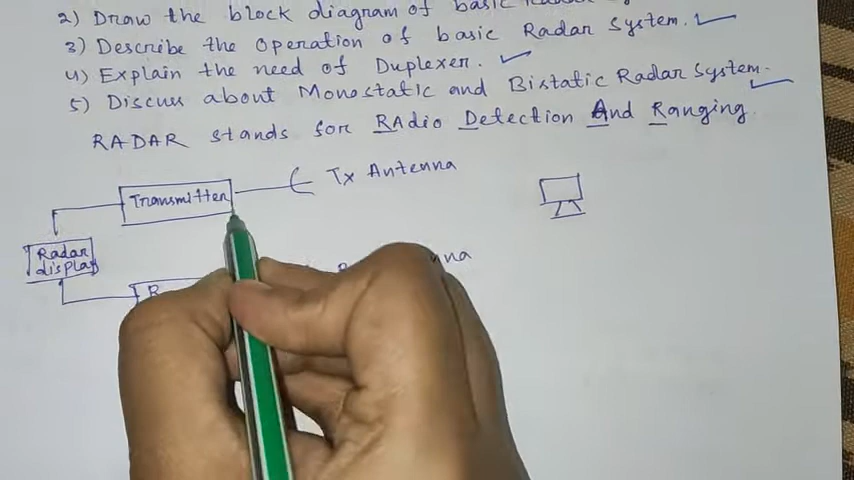 2) Draw the block diagram of basic
3) Describe the operation of basic Radar System.
4) Explain the need of Duplexer.
5) Discuss about Monostatic and Bistatic Radar System.
RADAR stands for RAdio Detection And Ranging.
Transmitter Tx Antenna
Radar
display